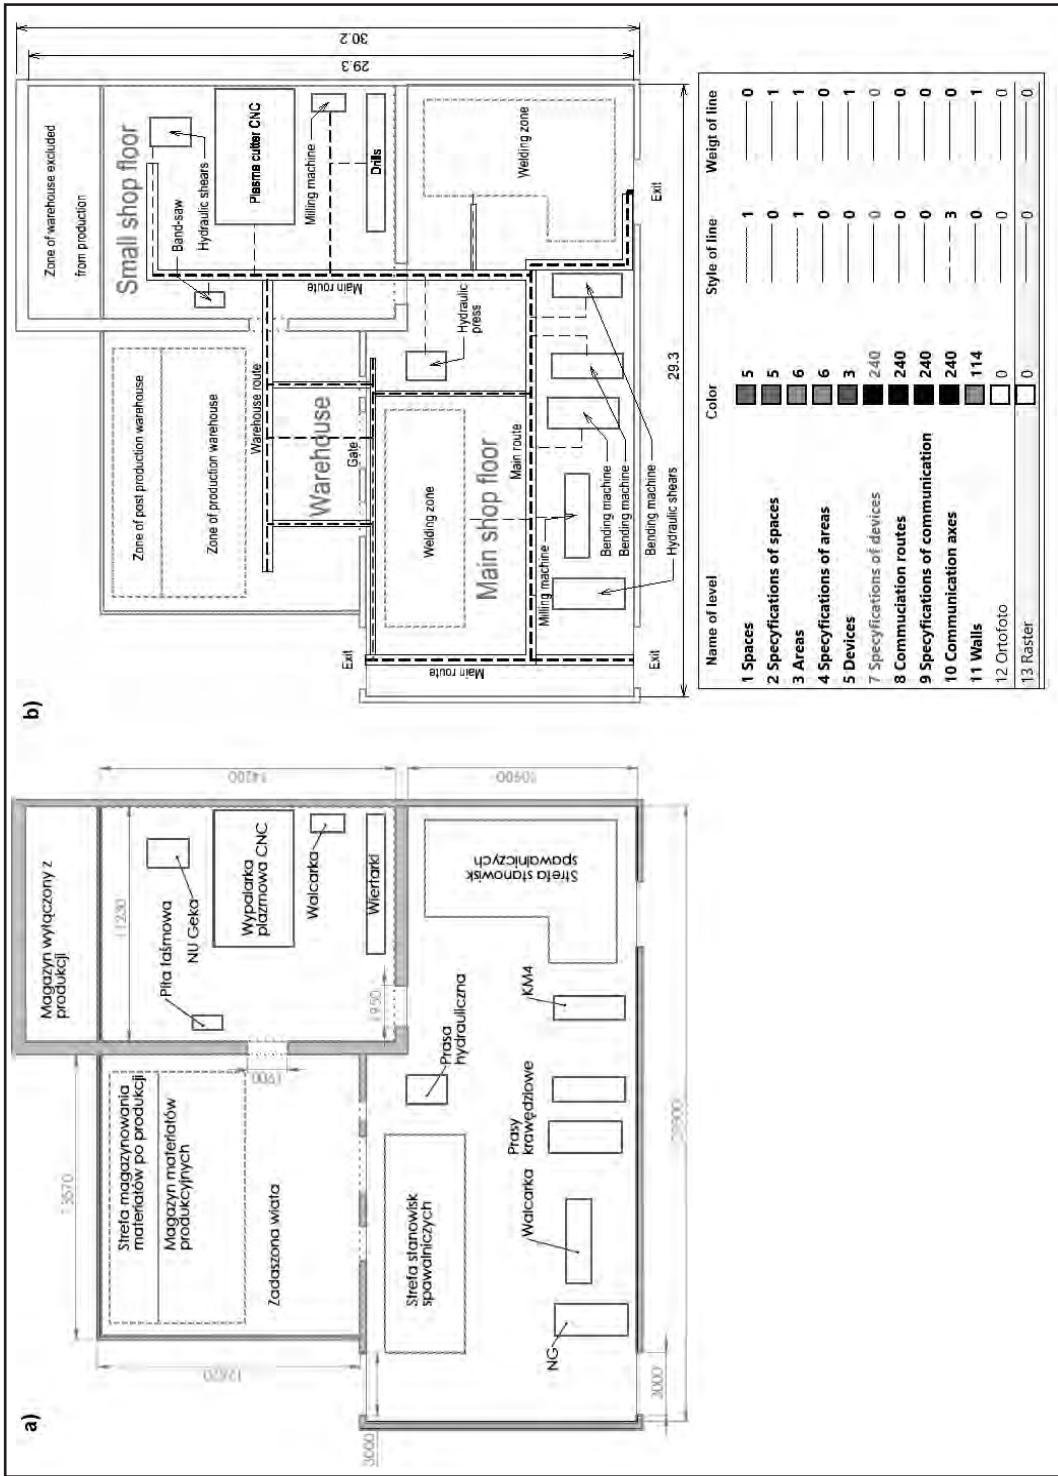 a)
3000
12620
13570
Strefa magazynowania
materiałów po produkcji
Magazyn materiałów
produkcyjnych
Zadaszona wiata
Magazyn wyłączony z
produkcji
11230
14200
1900
1950
10900
Piła taśmowa
NU Geka
Wypalarka
plazmowa CNC
Walcarka
Wiertarki
Strefa stanowisk
spawalniczych
Prasa
hydrauliczna
Strefa stanowisk
spawalniczych
NG
Walcarka
Prasy
krawędziowe
KM4
3000
b)
30.2
29.3
Zone of warehouse excluded
from production
Small shop floor
Band-saw
Hydraulic shears
Plasma cutter CNC
Milling machine
Drills
Main route
Zone of post production warehouse
Zone of production warehouse
Warehouse route
Warehouse
Gate
Welding zone
Hydraulic
press
Welding zone
Main shop floor
Main route
Exit
Main route
Exit
Exit
Milling machine
Bending machine
Bending machine
Bending machine
Hydraulic shears
29.3
Name of level Color Style of line Weigt of line
1 Spaces 5 1 0
2 Specyfications of spaces 5 0 1
3 Areas 6 1 1
4 Specyfications of areas 6 0 0
5 Devices 3 0 1
7 Specyfications of devices 240 0 0
8 Commuciation routes 240 0 0
9 Specyfications of communication 240 0 0
10 Communication axes 240 3 0
11 Walls 114 0 1
12 Ortofoto 0 0 0
13 Raster 0 0 0